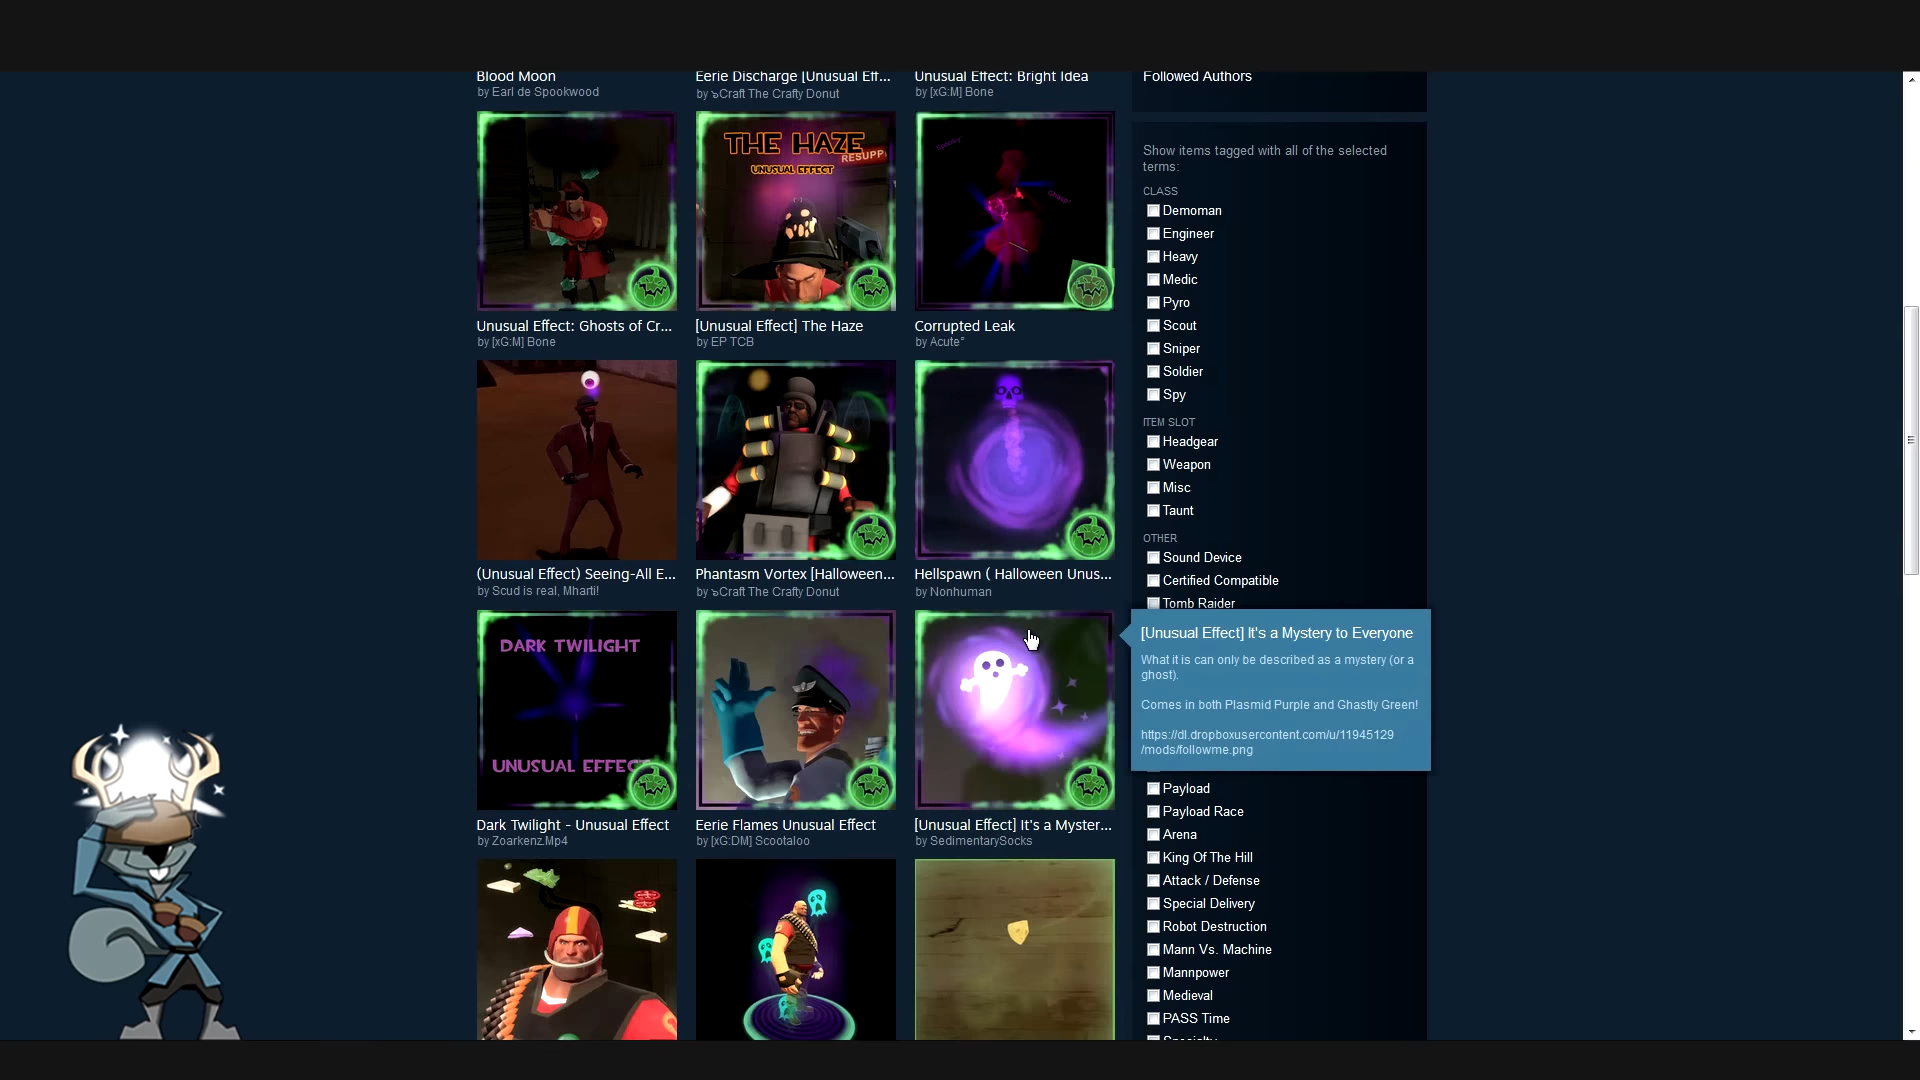 Blood Moon
by Earl de Spookwood
Eerie Discharge [Unusual Eff...
by ծCraft The Crafty Donut
Unusual Effect: Bright Idea
by [xG:M] Bone
Followed Authors
THE HAZE
UNUSUAL EFFECT
RESUPP
Spooky
Unusual Effect: Ghosts of Cr...
by [xG:M] Bone
[Unusual Effect] The Haze
by EP TCB
Corrupted Leak
by Acute°
(Unusual Effect) Seeing-All E...
by Scud is real, Mharti!
Phantasm Vortex [Halloween...
by ծCraft The Crafty Donut
Hellspawn ( Halloween Unus...
by Nonhuman
DARK TWILIGHT
UNUSUAL EFFECT
Dark Twilight - Unusual Effect
by Zoarkenz.Mp4
Eerie Flames Unusual Effect
by [xG:DM] Scootaloo
[Unusual Effect] It's a Myster...
by SedimentarySocks
Show items tagged with all of the selected
terms:
CLASS
Demoman
Engineer
Heavy
Medic
Pyro
Scout
Sniper
Soldier
Spy
ITEM SLOT
Headgear
Weapon
Misc
Taunt
OTHER
Sound Device
Certified Compatible
Tomb Raider
[Unusual Effect] It's a Mystery to Everyone
What it is can only be described as a mystery (or a
ghost).
Comes in both Plasmid Purple and Ghastly Green!
https://dl.dropboxusercontent.com/u/11945129
/mods/followme.png
Payload
Payload Race
Arena
King Of The Hill
Attack / Defense
Special Delivery
Robot Destruction
Mann Vs. Machine
Mannpower
Medieval
PASS Time
Specialty